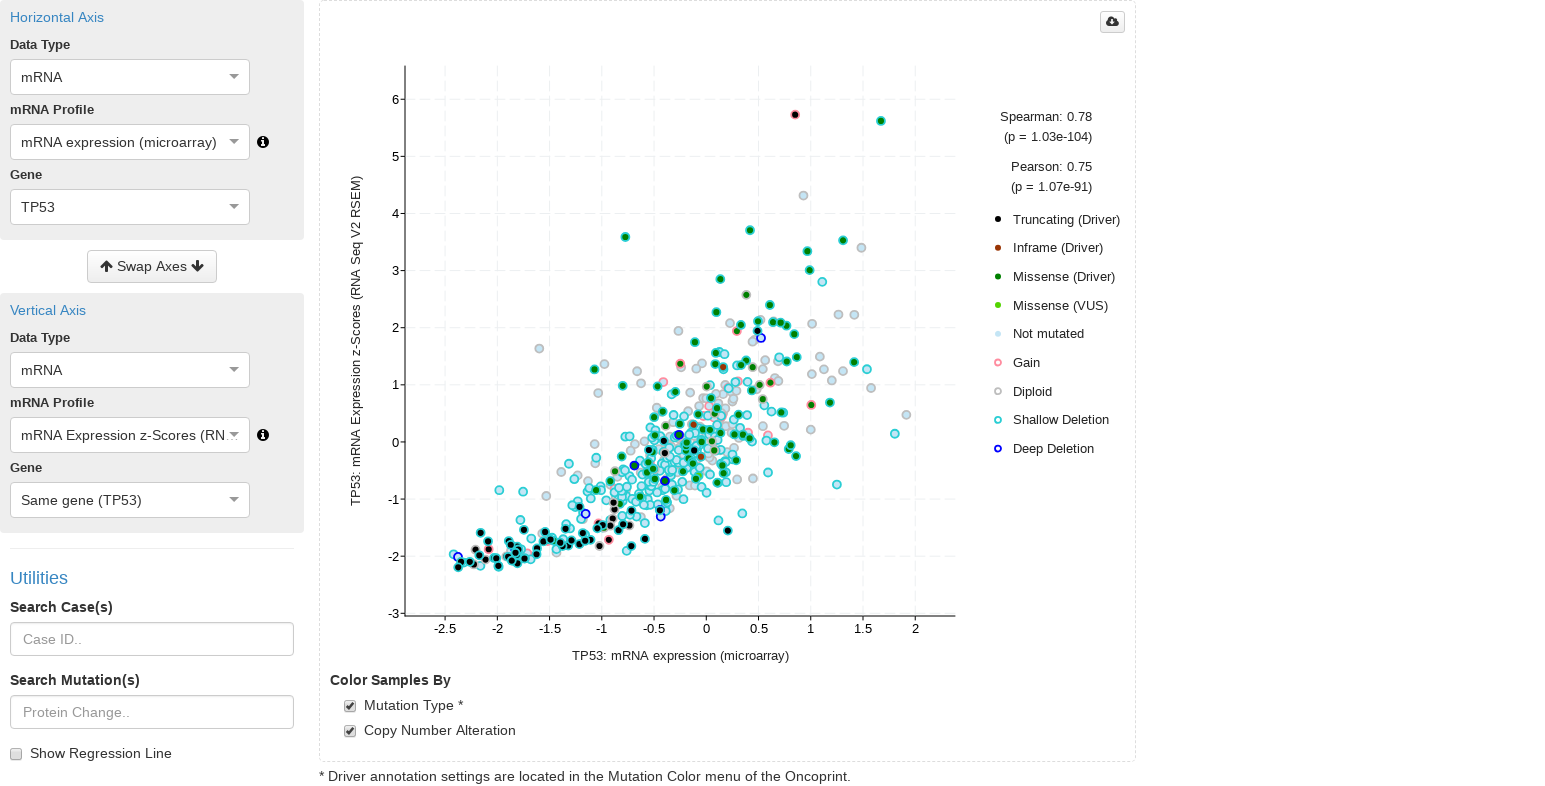 Horizontal Axis
Data Type
mRNA
mRNA Profile
mRNA expression (microarray)
Gene
TP53
Swap Axes
Vertical Axis
Data Type
mRNA
mRNA Profile
mRNA Expression z-Scores (RN...
Gene
Same gene (TP53)
Utilities
Search Case(s)
Case ID..
Search Mutation(s)
Protein Change..
Show Regression Line
TP53: mRNA Expression z-Scores (RNA Seq V2 RSEM)
6
5
4
3
2
1
0
-1
-2
-3
-2.5 -2 -1.5 -1 -0.5 0 0.5 1 1.5 2
TP53: mRNA expression (microarray)
Spearman: 0.78
(p = 1.03e-104)
Pearson: 0.75
(p = 1.07e-91)
Truncating (Driver)
Inframe (Driver)
Missense (Driver)
Missense (VUS)
Not mutated
Gain
Diploid
Shallow Deletion
Deep Deletion
Color Samples By
Mutation Type *
Copy Number Alteration
* Driver annotation settings are located in the Mutation Color menu of the Oncoprint.